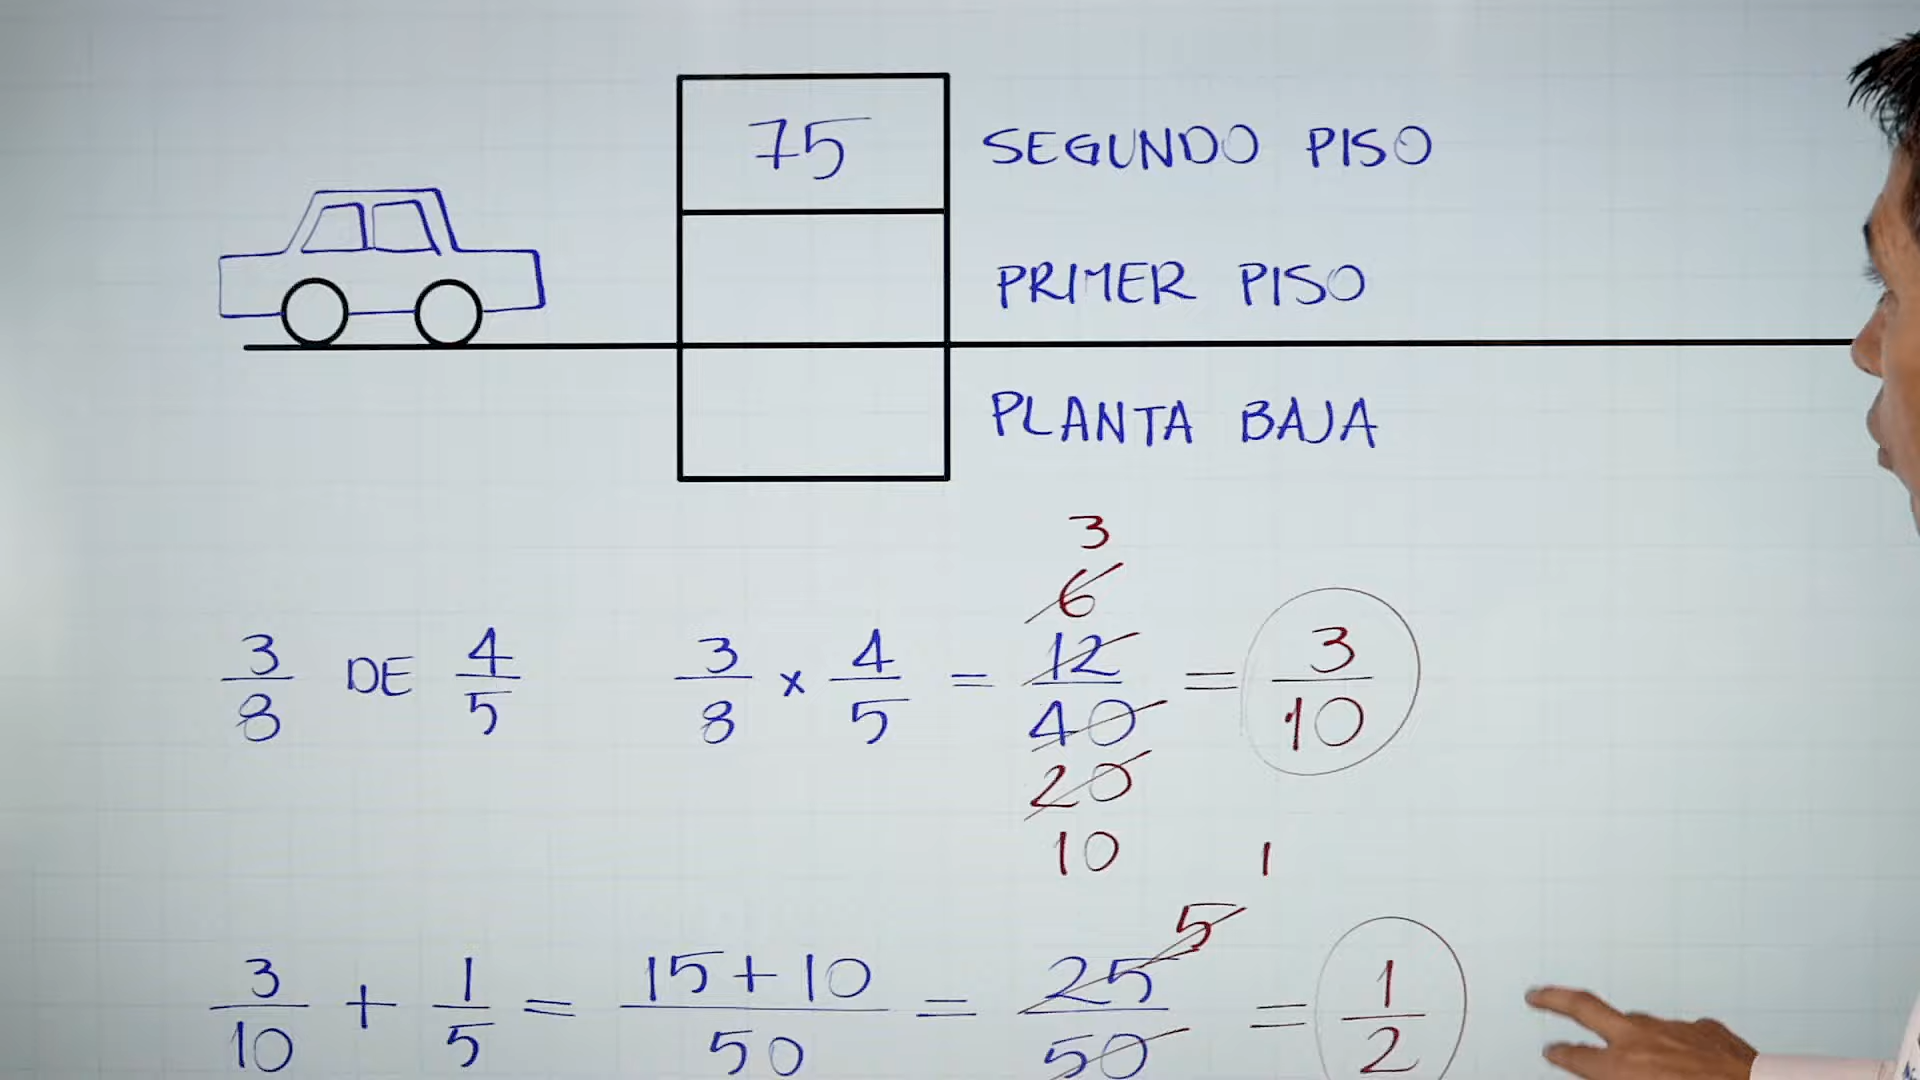 75 SEGUNDO PISO
PRIMER PISO
PLANTA BAJA
3/8 DE 4/5   3/8 x 4/5 = 12/40 = 3/10
3
6
20
10
3/10 + 1/5 = 15+10/50 = 25/50 = 1/2
5
1